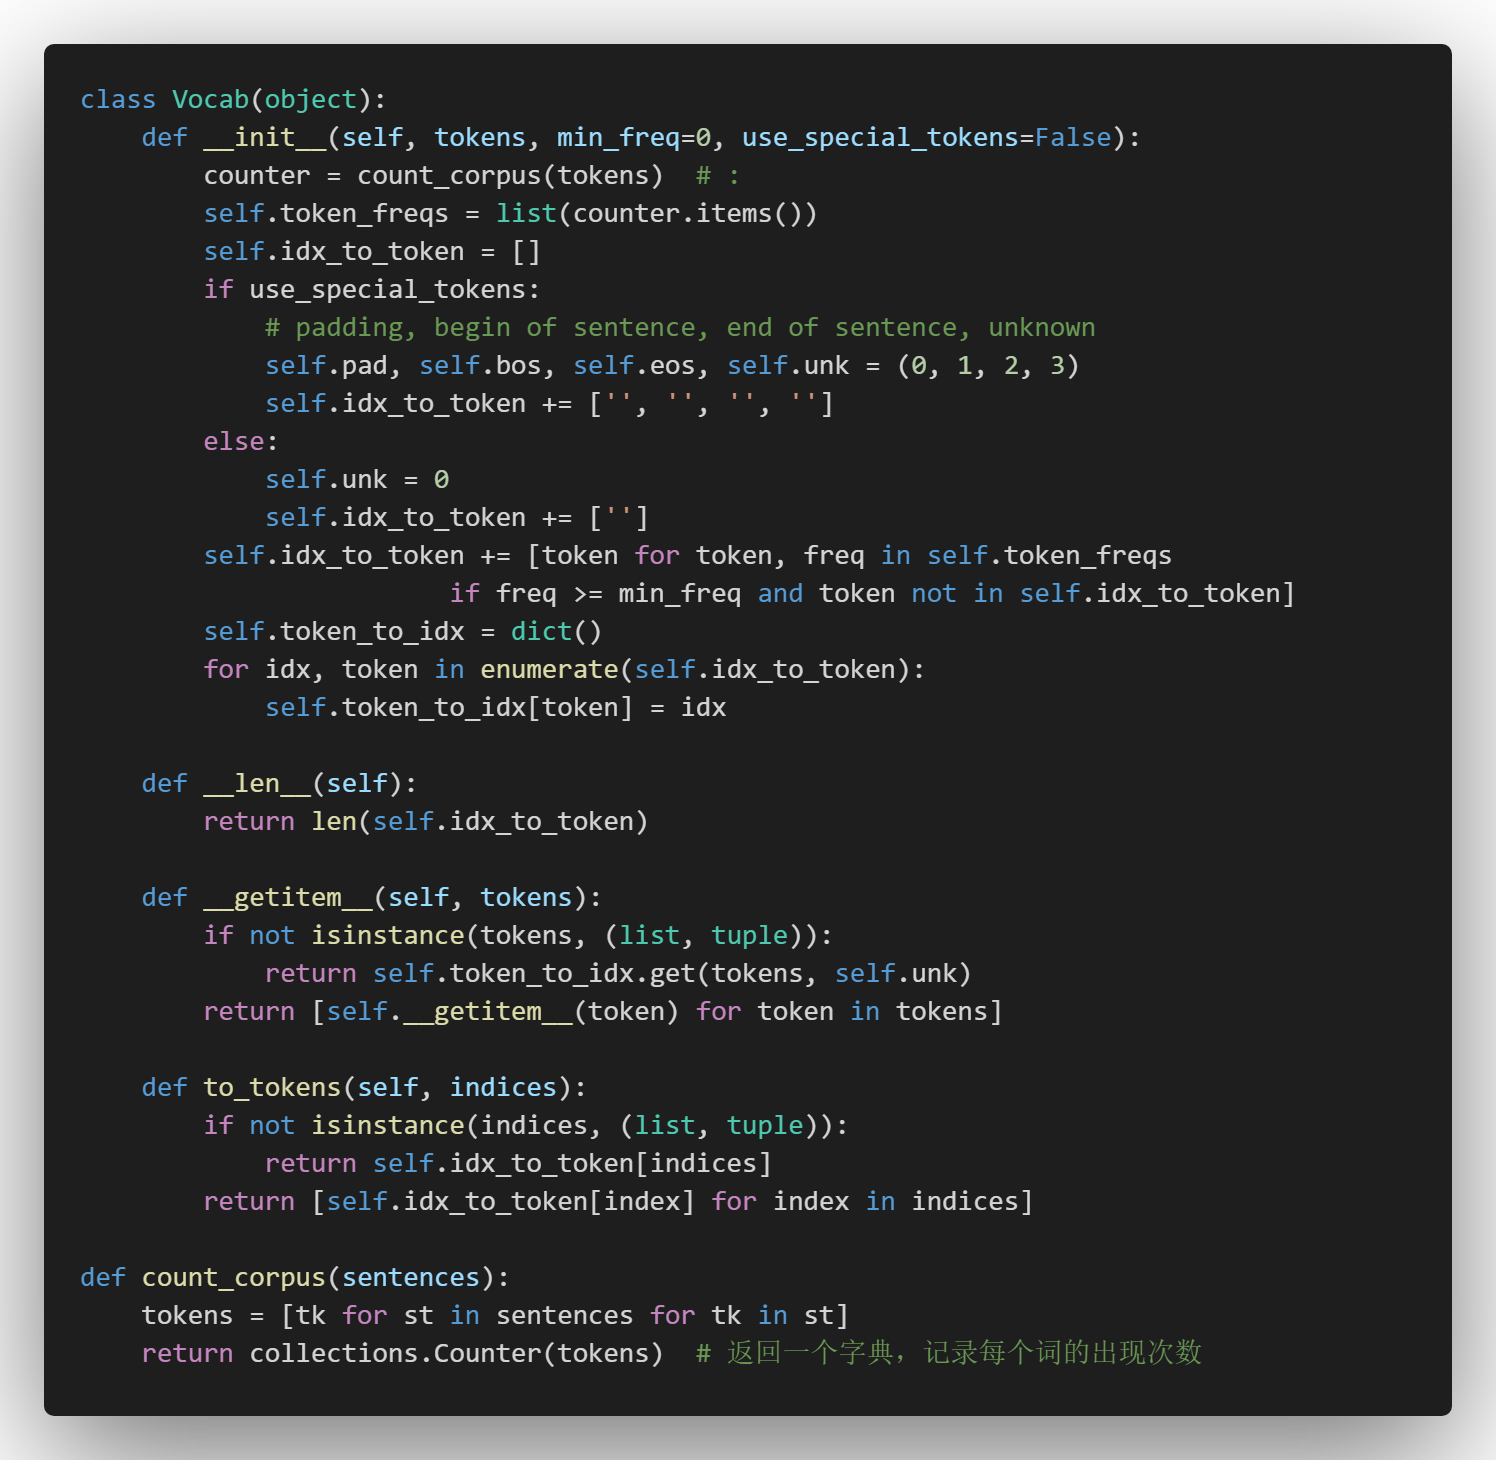 class Vocab(object):
    def __init__(self, tokens, min_freq=0, use_special_tokens=False):
        counter = count_corpus(tokens)  # :
        self.token_freqs = list(counter.items())
        self.idx_to_token = []
        if use_special_tokens:
            # padding, begin of sentence, end of sentence, unknown
            self.pad, self.bos, self.eos, self.unk = (0, 1, 2, 3)
            self.idx_to_token += ['', '', '', '']
        else:
            self.unk = 0
            self.idx_to_token += ['']
        self.idx_to_token += [token for token, freq in self.token_freqs
                        if freq >= min_freq and token not in self.idx_to_token]
        self.token_to_idx = dict()
        for idx, token in enumerate(self.idx_to_token):
            self.token_to_idx[token] = idx

    def __len__(self):
        return len(self.idx_to_token)

    def __getitem__(self, tokens):
        if not isinstance(tokens, (list, tuple)):
            return self.token_to_idx.get(tokens, self.unk)
        return [self.__getitem__(token) for token in tokens]

    def to_tokens(self, indices):
        if not isinstance(indices, (list, tuple)):
            return self.idx_to_token[indices]
        return [self.idx_to_token[index] for index in indices]

def count_corpus(sentences):
    tokens = [tk for st in sentences for tk in st]
    return collections.Counter(tokens)  # 返回一个字典，记录每个词的出现次数